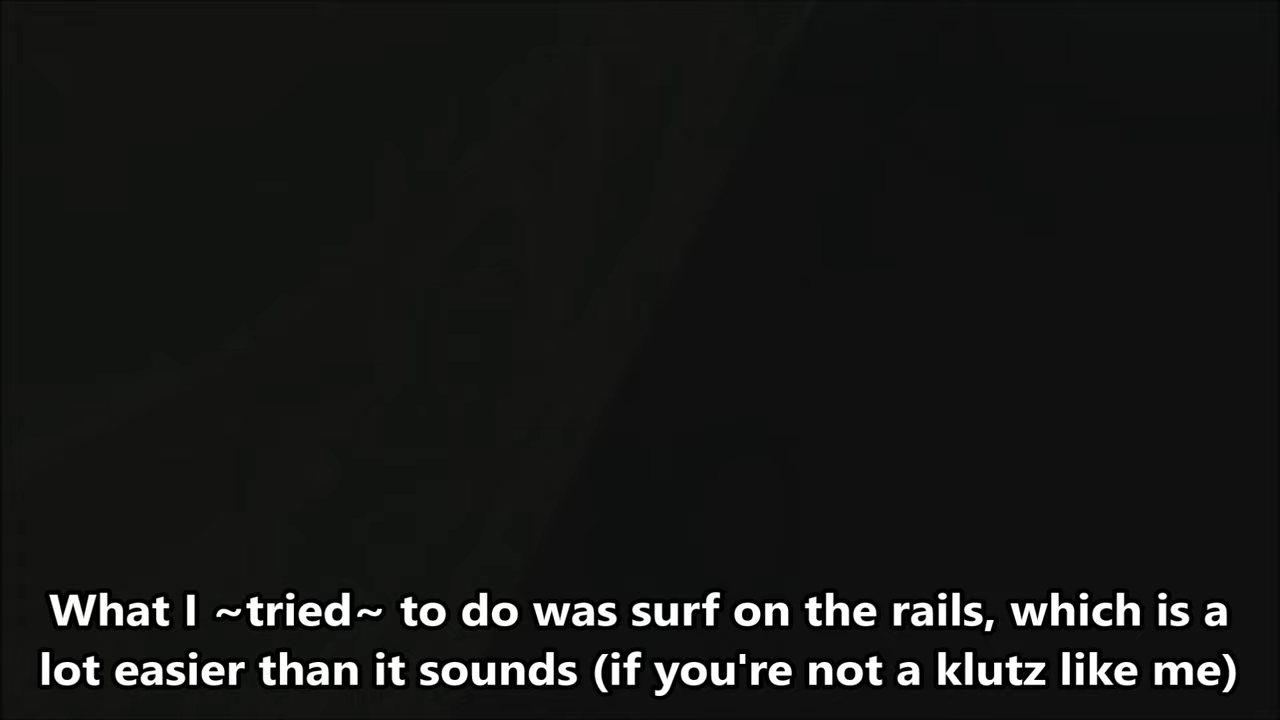 What I ~tried~ to do was surf on the rails, which is a
lot easier than it sounds (if you're not a klutz like me)